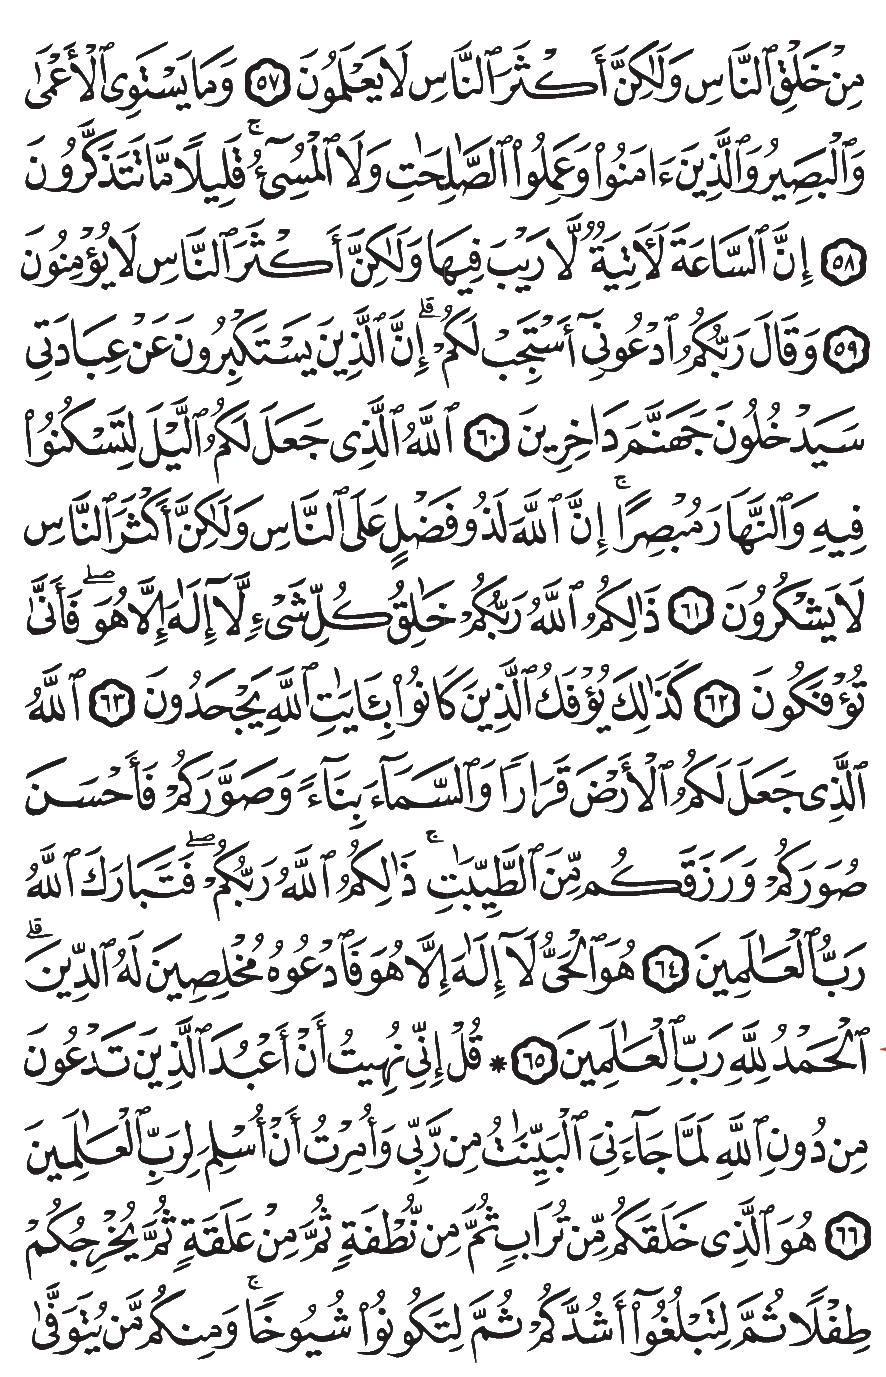 مِنْ خَلْقِ ٱلنَّاسِ وَلَٰكِنَّ أَكْثَرَ ٱلنَّاسِ لَا يَعْلَمُونَ ٥٧ وَمَا يَسْتَوِى ٱلْأَعْمَىٰ
وَٱلْبَصِيرُ وَٱلَّذِينَ ءَامَنُوا۟ وَعَمِلُوا۟ ٱلصَّٰلِحَٰتِ وَلَا ٱلْمُسِىٓءُ ۚ قَلِيلًا مَّا تَتَذَكَّرُونَ
٥٨ إِنَّ ٱلسَّاعَةَ لَـَٔاتِيَةٌ لَّا رَيْبَ فِيهَا وَلَٰكِنَّ أَكْثَرَ ٱلنَّاسِ لَا يُؤْمِنُونَ
٥٩ وَقَالَ رَبُّكُمُ ٱدْعُونِىٓ أَسْتَجِبْ لَكُمْ ۗ إِنَّ ٱلَّذِينَ يَسْتَكْبِرُونَ عَنْ عِبَادَتِى
سَيَدْخُلُونَ جَهَنَّمَ دَاخِرِينَ ٦٠ ٱللَّهُ ٱلَّذِى جَعَلَ لَكُمُ ٱلَّيْلَ لِتَسْكُنُوا۟
فِيهِ وَٱلنَّهَارَ مُبْصِرًا ۚ إِنَّ ٱللَّهَ لَذُو فَضْلٍ عَلَى ٱلنَّاسِ وَلَٰكِنَّ أَكْثَرَ ٱلنَّاسِ
لَا يَشْكُرُونَ ٦١ ذَٰلِكُمُ ٱللَّهُ رَبُّكُمْ خَٰلِقُ كُلِّ شَىْءٍ لَّآ إِلَٰهَ إِلَّا هُوَ ۖ فَأَنَّىٰ
تُؤْفَكُونَ ٦٢ كَذَٰلِكَ يُؤْفَكُ ٱلَّذِينَ كَانُوا۟ بِـَٔايَٰتِ ٱللَّهِ يَجْحَدُونَ ٦٣ ٱللَّهُ
ٱلَّذِى جَعَلَ لَكُمُ ٱلْأَرْضَ قَرَارًا وَٱلسَّمَآءَ بِنَآءً وَصَوَّرَكُمْ فَأَحْسَنَ
صُوَرَكُمْ وَرَزَقَكُم مِّنَ ٱلطَّيِّبَٰتِ ۚ ذَٰلِكُمُ ٱللَّهُ رَبُّكُمْ ۖ فَتَبَارَكَ ٱللَّهُ
رَبُّ ٱلْعَٰلَمِينَ ٦٤ هُوَ ٱلْحَىُّ لَآ إِلَٰهَ إِلَّا هُوَ فَٱدْعُوهُ مُخْلِصِينَ لَهُ ٱلدِّينَ ۗ
ٱلْحَمْدُ لِلَّهِ رَبِّ ٱلْعَٰلَمِينَ ٦٥ * قُلْ إِنِّى نُهِيتُ أَنْ أَعْبُدَ ٱلَّذِينَ تَدْعُونَ
مِن دُونِ ٱللَّهِ لَمَّا جَآءَنِىَ ٱلْبَيِّنَٰتُ مِن رَّبِّى وَأُمِرْتُ أَنْ أُسْلِمَ لِرَبِّ ٱلْعَٰلَمِينَ
٦٦ هُوَ ٱلَّذِى خَلَقَكُم مِّن تُرَابٍ ثُمَّ مِن نُّطْفَةٍ ثُمَّ مِنْ عَلَقَةٍ ثُمَّ يُخْرِجُكُمْ
طِفْلًا ثُمَّ لِتَبْلُغُوٓا۟ أَشُدَّكُمْ ثُمَّ لِتَكُونُوا۟ شُيُوخًا ۚ وَمِنكُم مَّن يُتَوَفَّىٰ